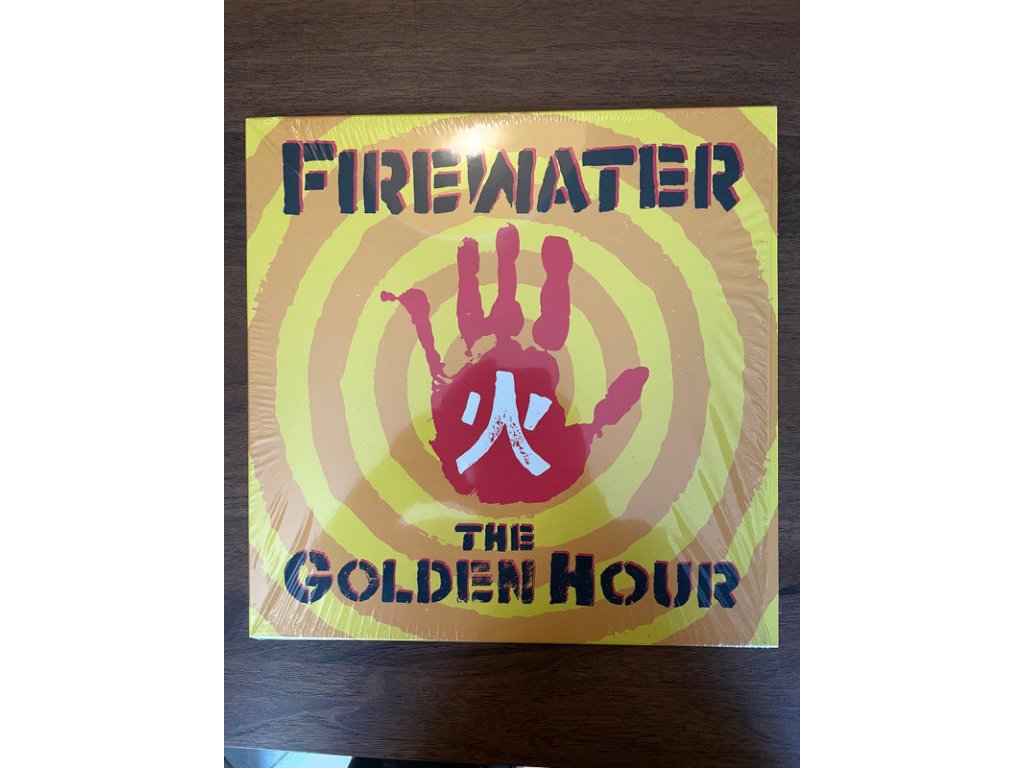 FIREWATER
火
THE
GOLDEN HOUR